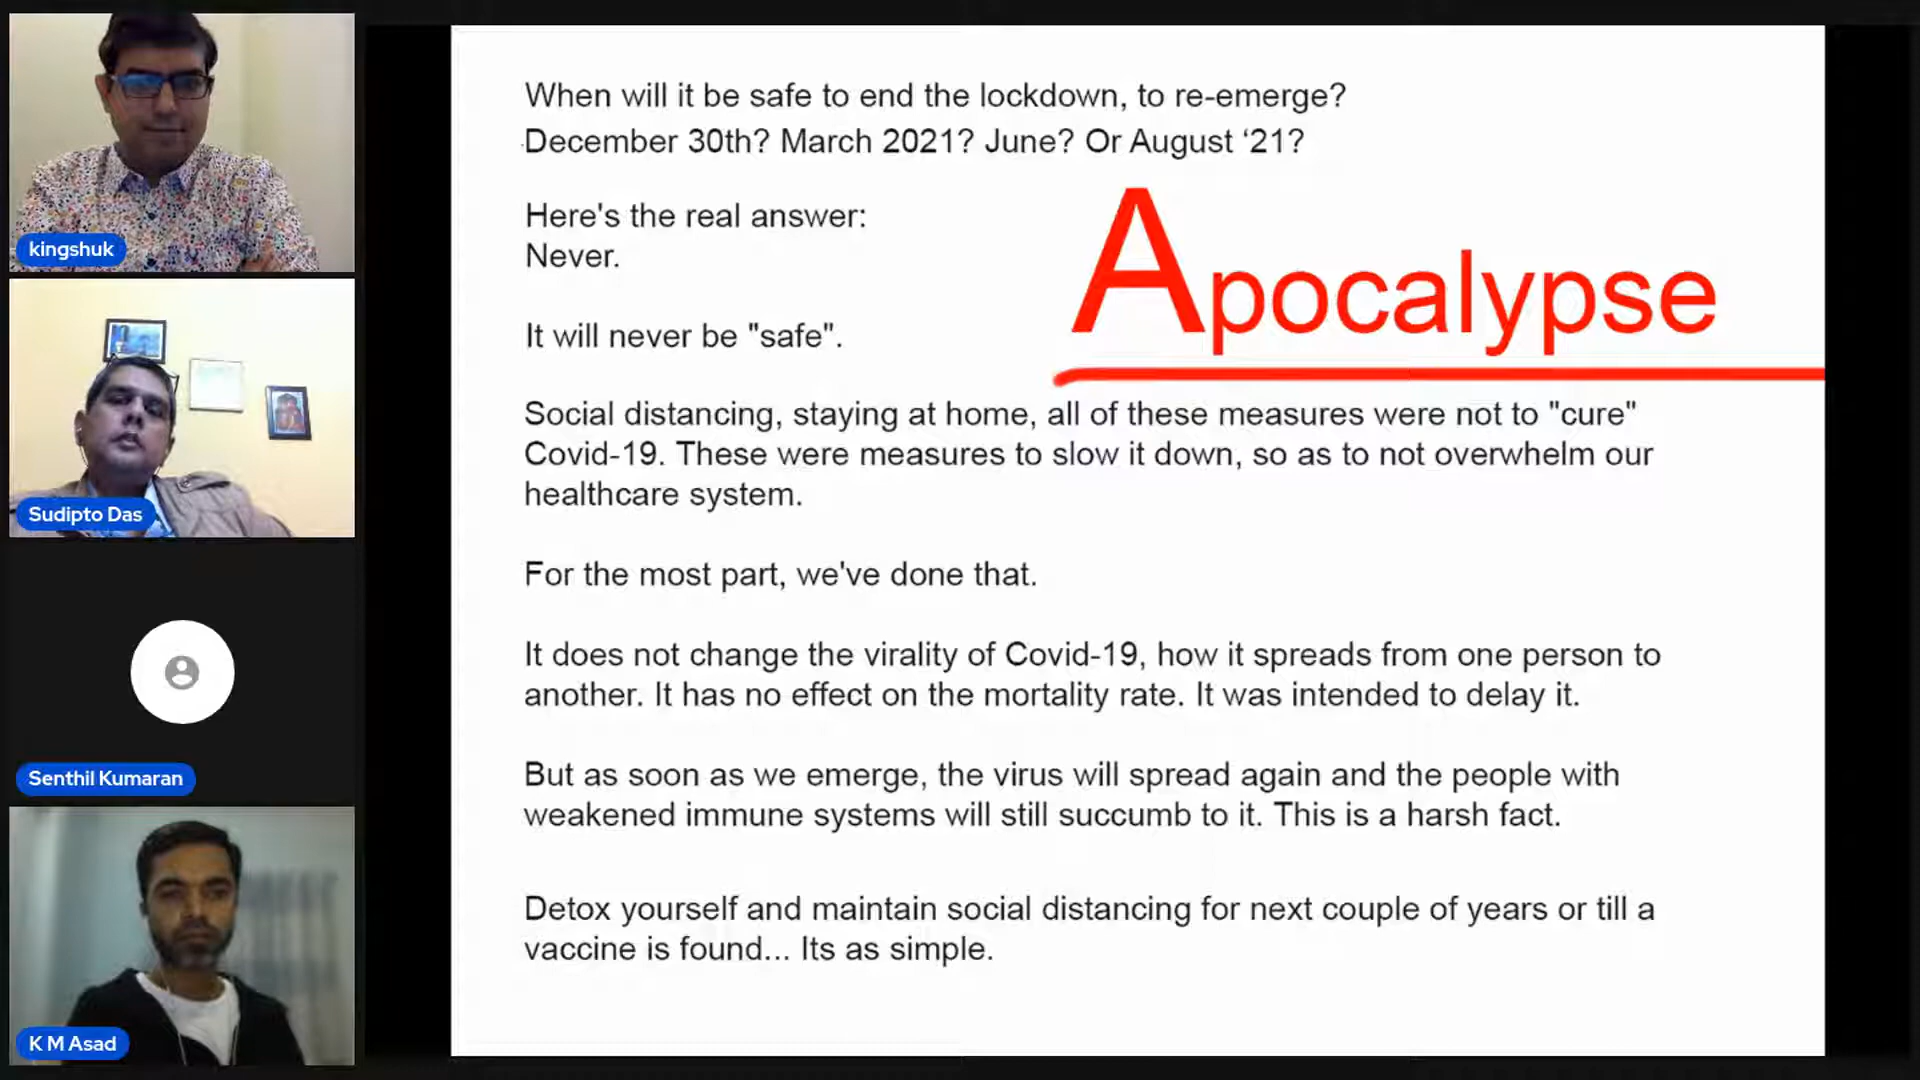 kingshuk
Sudipto Das
Senthil Kumaran
K M Asad
When will it be safe to end the lockdown, to re-emerge?
December 30th? March 2021? June? Or August ‘21?
Here's the real answer:
Never.
Apocalypse
It will never be "safe".
Social distancing, staying at home, all of these measures were not to "cure"
Covid-19. These were measures to slow it down, so as to not overwhelm our
healthcare system.
For the most part, we've done that.
It does not change the virality of Covid-19, how it spreads from one person to
another. It has no effect on the mortality rate. It was intended to delay it.
But as soon as we emerge, the virus will spread again and the people with
weakened immune systems will still succumb to it. This is a harsh fact.
Detox yourself and maintain social distancing for next couple of years or till a
vaccine is found... Its as simple.